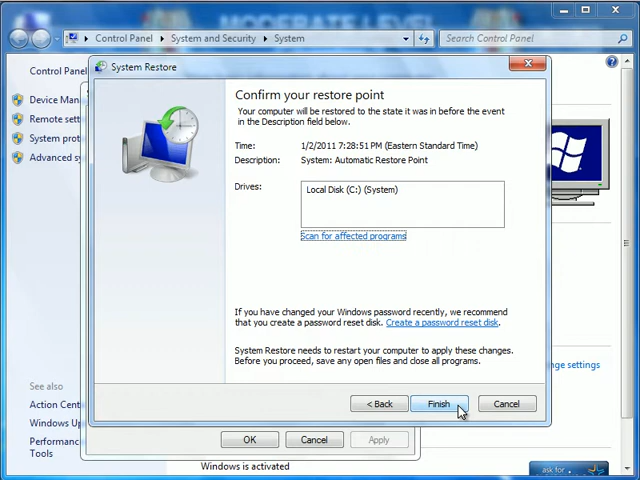 MODERATE LEVEL
Control Panel
System and Security
System
Search Control Panel
Control Panel
Device Man
Remote sett
System prot
Advanced sy
System Restore
Confirm your restore point
Your computer will be restored to the state it was in before the event
in the Description field below.
Time: 1/2/2011 7:28:51 PM (Eastern Standard Time)
Description: System: Automatic Restore Point
Drives: Local Disk (C:) (System)
Scan for affected programs
If you have changed your Windows password recently, we recommend
that you create a password reset disk. Create a password reset disk.
System Restore needs to restart your computer to apply these changes.
Before you proceed, save any open files and close all programs.
< Back
Finish
Cancel
ange settings
See also
Action Cente
Windows Up
Performanc
Tools
OK
Cancel
Apply
Windows is activated
ask for